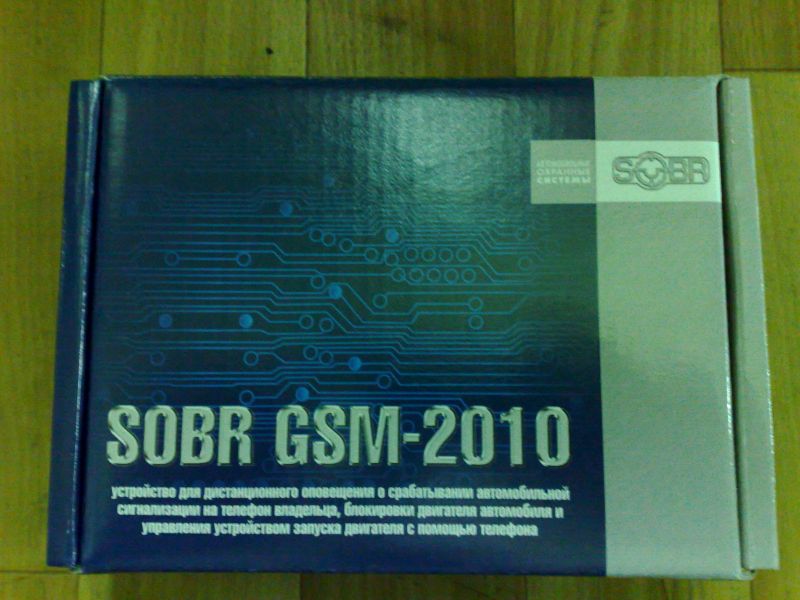 АВТОМОБИЛЬНЫЕ
ОХРАННЫЕ
СИСТЕМЫ
SOBR
SOBR GSM-2010
устройство для дистанционного оповещения о срабатывании автомобильной
сигнализации на телефон владельца, блокировки двигателя автомобиля и
управления устройством запуска двигателя с помощью телефона